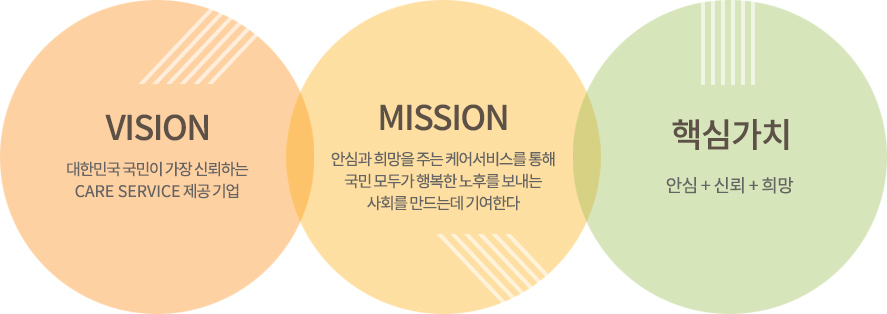 VISION
대한민국 국민이 가장 신뢰하는
CARE SERVICE 제공 기업
MISSION
안심과 희망을 주는 케어서비스를 통해
국민 모두가 행복한 노후를 보내는
사회를 만드는데 기여한다
핵심가치
안심 + 신뢰 + 희망